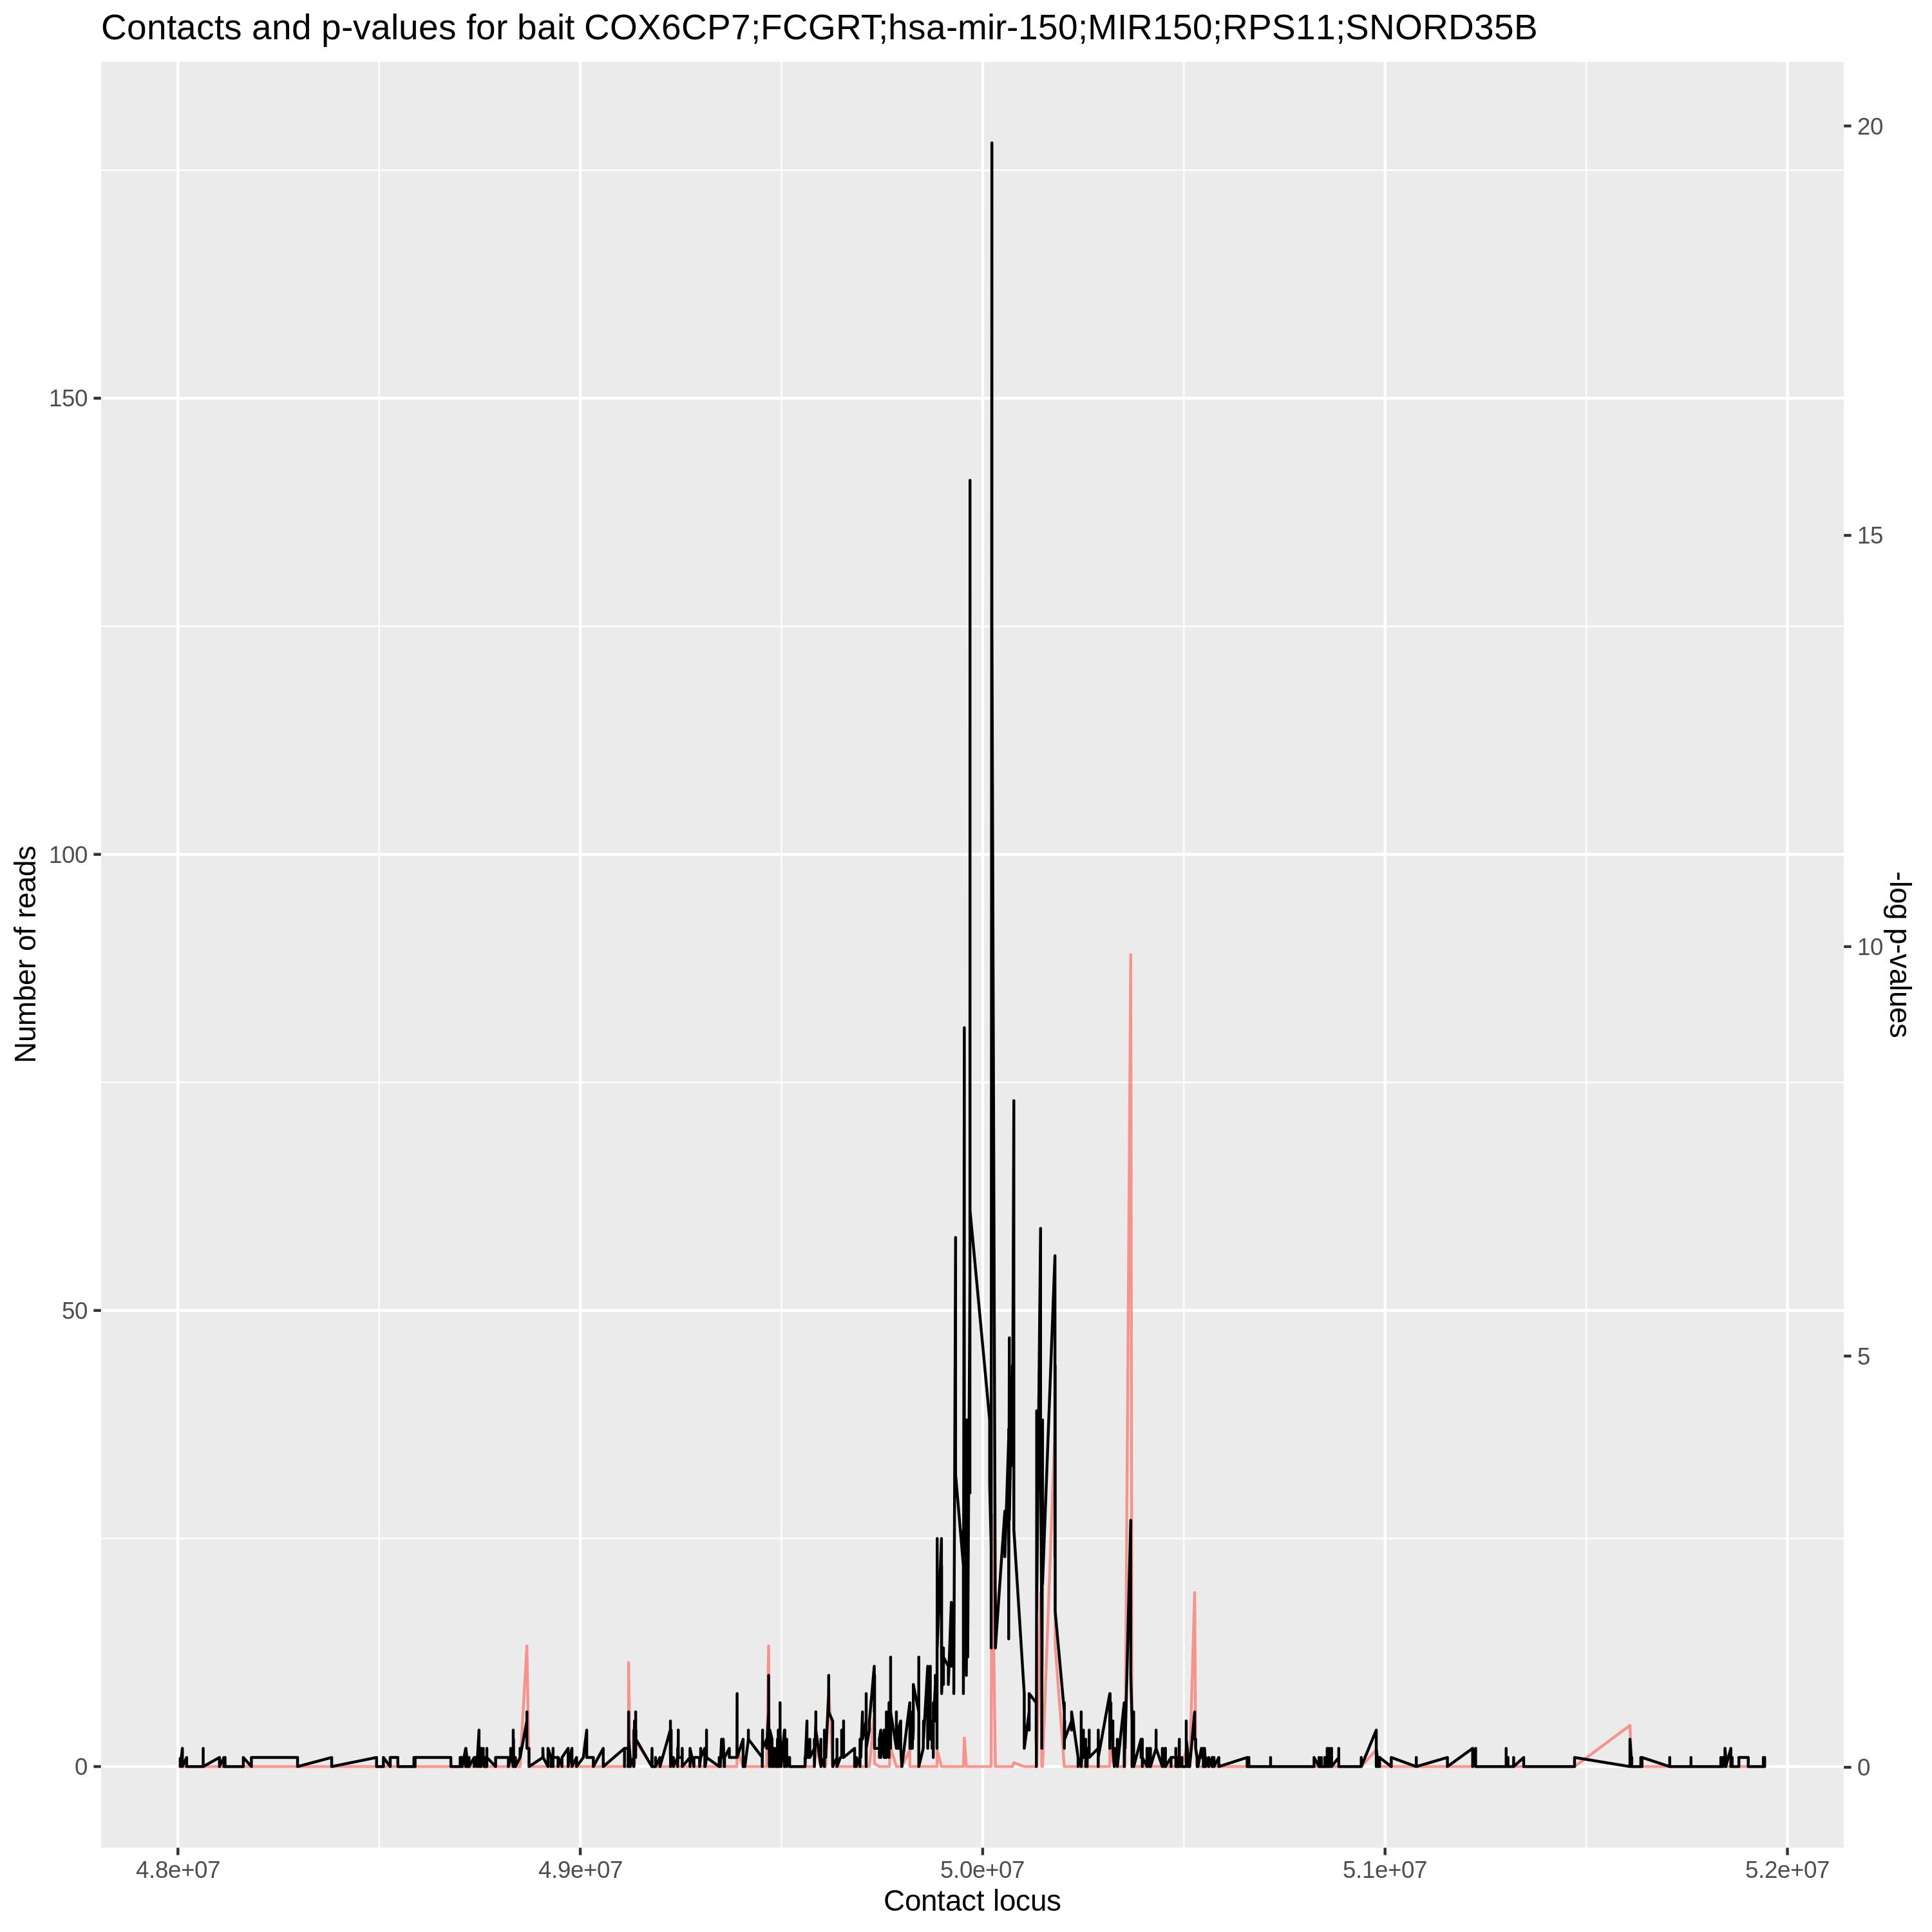 Contacts and p-values for bait COX6CP7;FCGRT;hsa-mir-150;MIR150;RPS11;SNORD35B
Number of reads
150
100
50
0
20
15
10
5
0
-log p-values
4.8e+07
4.9e+07
5.0e+07
5.1e+07
5.2e+07
Contact locus